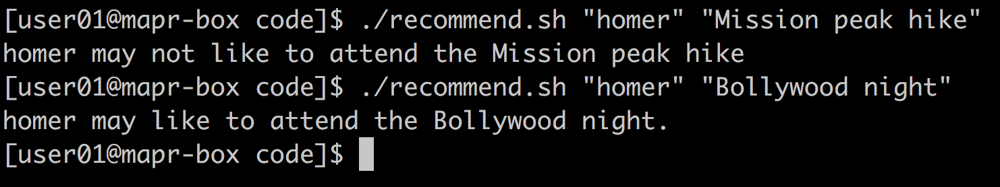 [user01@mapr-box code]$ ./recommend.sh "homer" "Mission peak hike"
homer may not like to attend the Mission peak hike
[user01@mapr-box code]$ ./recommend.sh "homer" "Bollywood night"
homer may like to attend the Bollywood night.
[user01@mapr-box code]$